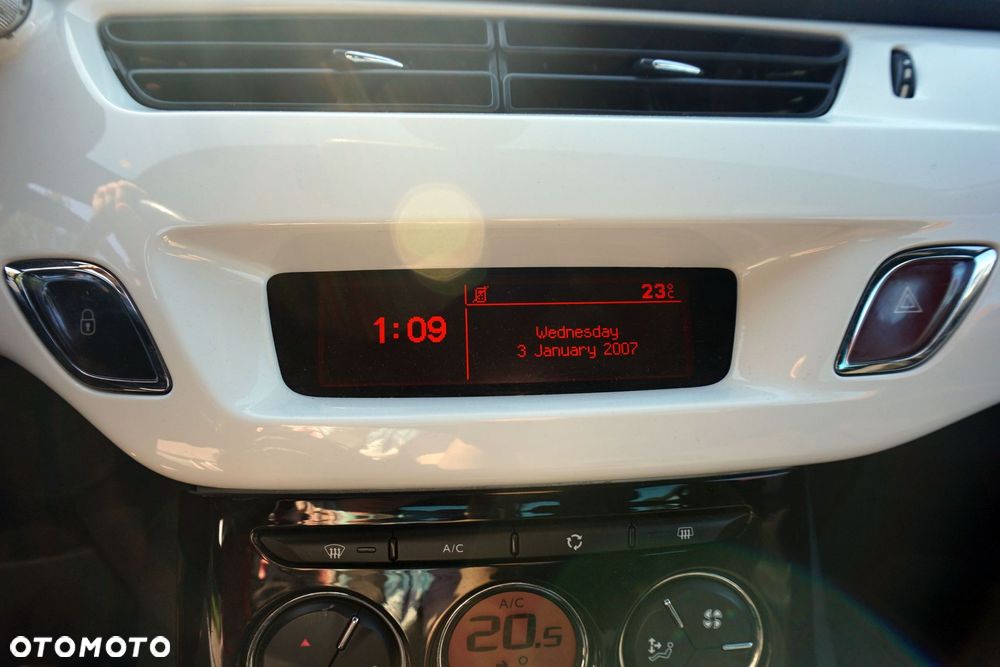 23°C
1:09
Wednesday
3 January 2007
A/C
A/C
20.5
OTOMOTO